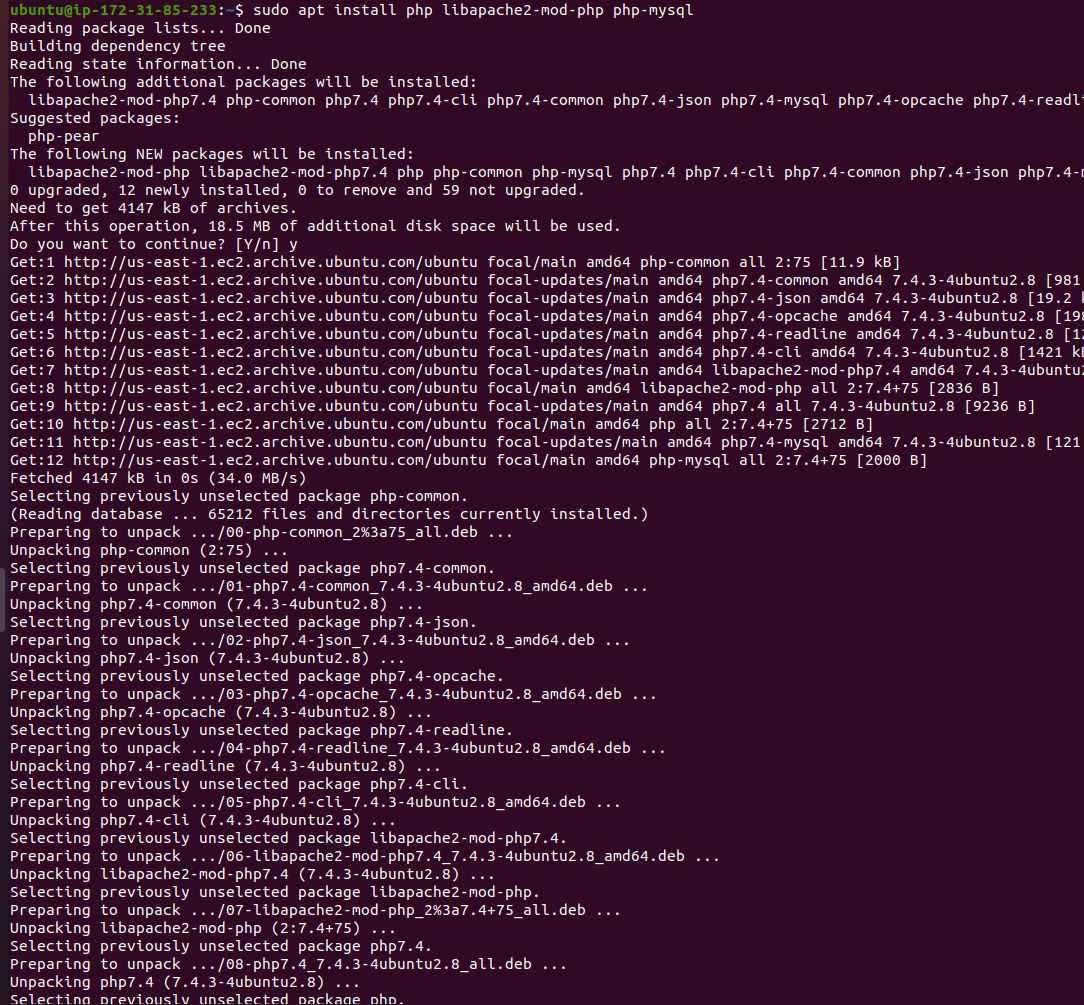 ubuntu@ip-172-31-85-233:~$ sudo apt install php libapache2-mod-php php-mysql
Reading package lists... Done
Building dependency tree
Reading state information... Done
The following additional packages will be installed:
  libapache2-mod-php7.4 php-common php7.4 php7.4-cli php7.4-common php7.4-json php7.4-mysql php7.4-opcache php7.4-readli
Suggested packages:
  php-pear
The following NEW packages will be installed:
  libapache2-mod-php libapache2-mod-php7.4 php php-common php-mysql php7.4 php7.4-cli php7.4-common php7.4-json php7.4-m
0 upgraded, 12 newly installed, 0 to remove and 59 not upgraded.
Need to get 4147 kB of archives.
After this operation, 18.5 MB of additional disk space will be used.
Do you want to continue? [Y/n] y
Get:1 http://us-east-1.ec2.archive.ubuntu.com/ubuntu focal/main amd64 php-common all 2:75 [11.9 kB]
Get:2 http://us-east-1.ec2.archive.ubuntu.com/ubuntu focal-updates/main amd64 php7.4-common amd64 7.4.3-4ubuntu2.8 [981
Get:3 http://us-east-1.ec2.archive.ubuntu.com/ubuntu focal-updates/main amd64 php7.4-json amd64 7.4.3-4ubuntu2.8 [19.2 k
Get:4 http://us-east-1.ec2.archive.ubuntu.com/ubuntu focal-updates/main amd64 php7.4-opcache amd64 7.4.3-4ubuntu2.8 [198
Get:5 http://us-east-1.ec2.archive.ubuntu.com/ubuntu focal-updates/main amd64 php7.4-readline amd64 7.4.3-4ubuntu2.8 [12
Get:6 http://us-east-1.ec2.archive.ubuntu.com/ubuntu focal-updates/main amd64 php7.4-cli amd64 7.4.3-4ubuntu2.8 [1421 kB
Get:7 http://us-east-1.ec2.archive.ubuntu.com/ubuntu focal-updates/main amd64 libapache2-mod-php7.4 amd64 7.4.3-4ubuntu2
Get:8 http://us-east-1.ec2.archive.ubuntu.com/ubuntu focal/main amd64 libapache2-mod-php all 2:7.4+75 [2836 B]
Get:9 http://us-east-1.ec2.archive.ubuntu.com/ubuntu focal-updates/main amd64 php7.4 all 7.4.3-4ubuntu2.8 [9236 B]
Get:10 http://us-east-1.ec2.archive.ubuntu.com/ubuntu focal/main amd64 php all 2:7.4+75 [2712 B]
Get:11 http://us-east-1.ec2.archive.ubuntu.com/ubuntu focal-updates/main amd64 php7.4-mysql amd64 7.4.3-4ubuntu2.8 [121
Get:12 http://us-east-1.ec2.archive.ubuntu.com/ubuntu focal/main amd64 php-mysql all 2:7.4+75 [2000 B]
Fetched 4147 kB in 0s (34.0 MB/s)
Selecting previously unselected package php-common.
(Reading database ... 65212 files and directories currently installed.)
Preparing to unpack .../00-php-common_2%3a75_all.deb ...
Unpacking php-common (2:75) ...
Selecting previously unselected package php7.4-common.
Preparing to unpack .../01-php7.4-common_7.4.3-4ubuntu2.8_amd64.deb ...
Unpacking php7.4-common (7.4.3-4ubuntu2.8) ...
Selecting previously unselected package php7.4-json.
Preparing to unpack .../02-php7.4-json_7.4.3-4ubuntu2.8_amd64.deb ...
Unpacking php7.4-json (7.4.3-4ubuntu2.8) ...
Selecting previously unselected package php7.4-opcache.
Preparing to unpack .../03-php7.4-opcache_7.4.3-4ubuntu2.8_amd64.deb ...
Unpacking php7.4-opcache (7.4.3-4ubuntu2.8) ...
Selecting previously unselected package php7.4-readline.
Preparing to unpack .../04-php7.4-readline_7.4.3-4ubuntu2.8_amd64.deb ...
Unpacking php7.4-readline (7.4.3-4ubuntu2.8) ...
Selecting previously unselected package php7.4-cli.
Preparing to unpack .../05-php7.4-cli_7.4.3-4ubuntu2.8_amd64.deb ...
Unpacking php7.4-cli (7.4.3-4ubuntu2.8) ...
Selecting previously unselected package libapache2-mod-php7.4.
Preparing to unpack .../06-libapache2-mod-php7.4_7.4.3-4ubuntu2.8_amd64.deb ...
Unpacking libapache2-mod-php7.4 (7.4.3-4ubuntu2.8) ...
Selecting previously unselected package libapache2-mod-php.
Preparing to unpack .../07-libapache2-mod-php_2%3a7.4+75_all.deb ...
Unpacking libapache2-mod-php (2:7.4+75) ...
Selecting previously unselected package php7.4.
Preparing to unpack .../08-php7.4_7.4.3-4ubuntu2.8_all.deb ...
Unpacking php7.4 (7.4.3-4ubuntu2.8) ...
Selecting previously unselected package php.